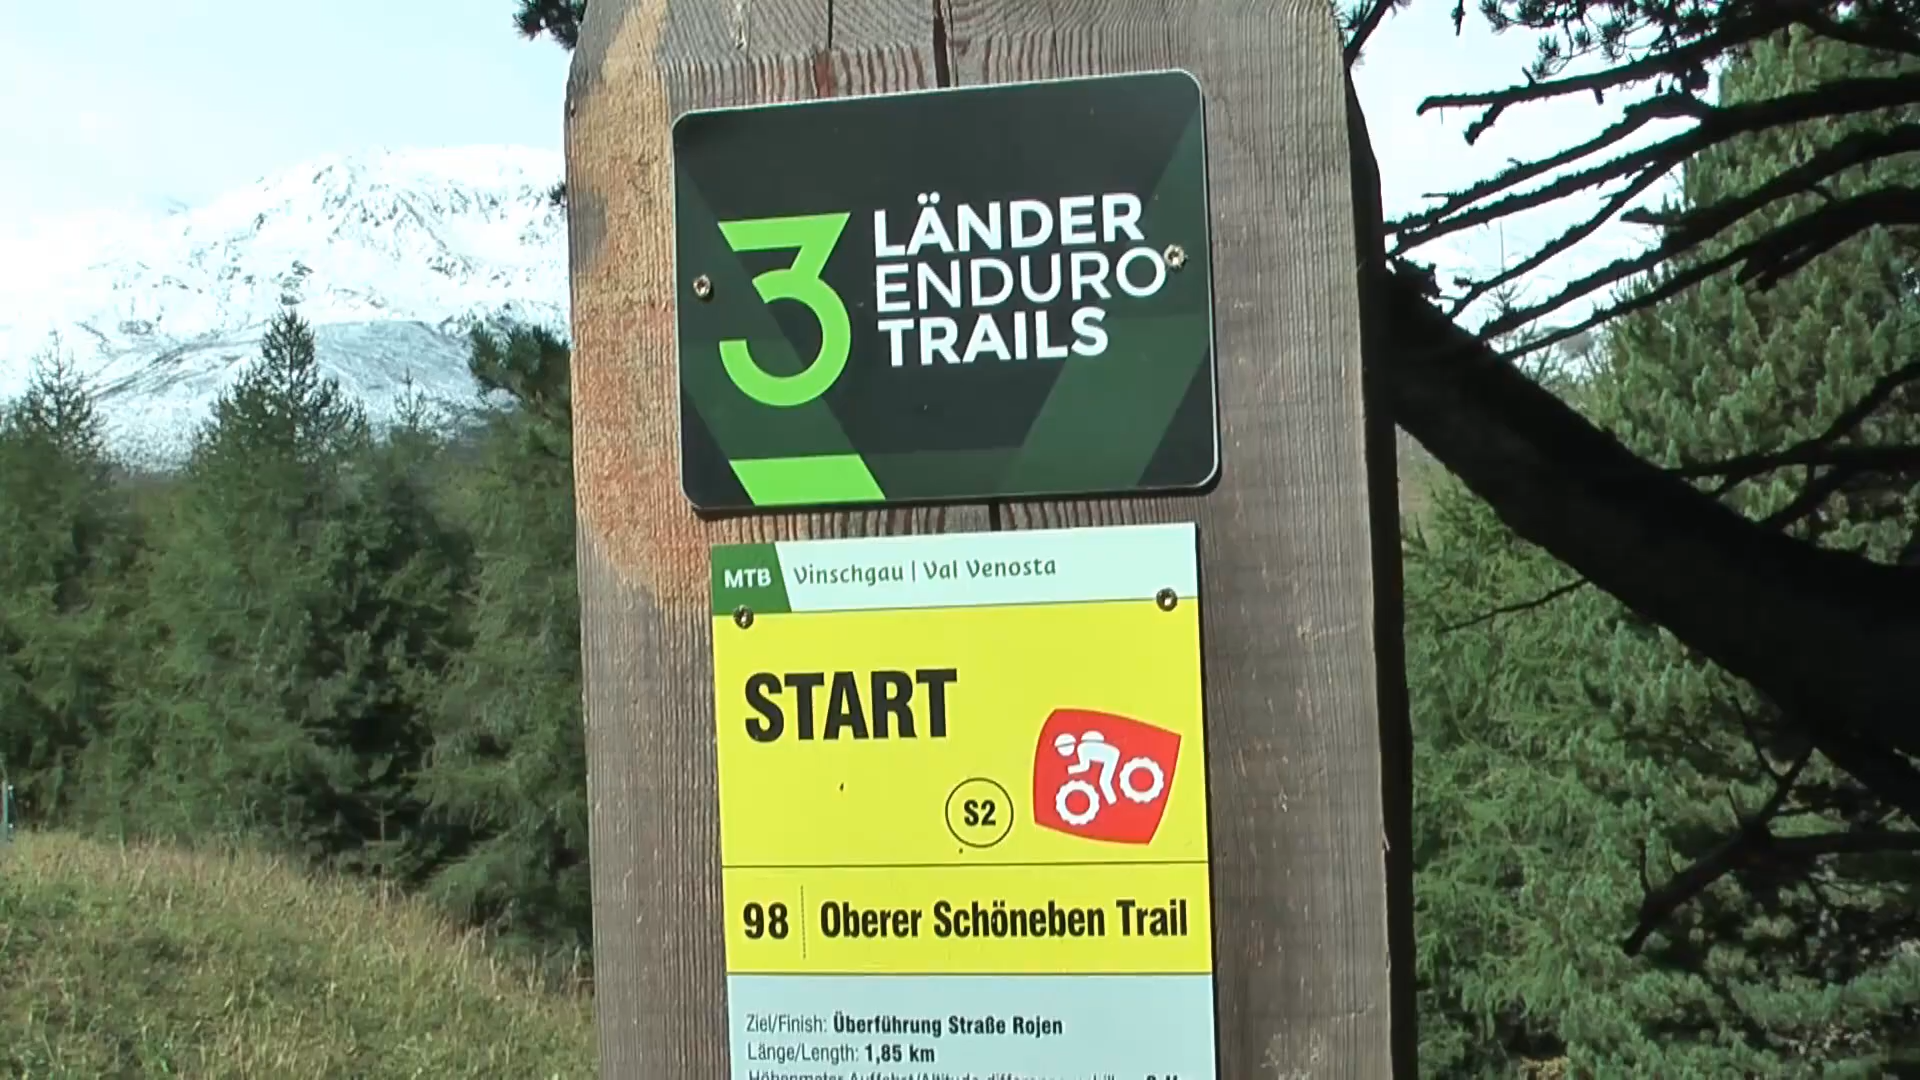 3 LÄNDER
ENDURO
TRAILS
MTB Vinschgau | Val Venosta
START
S2
98 Oberer Schöneben Trail
Ziel/Finish: Überführung Straße Rojen
Länge/Length: 1,85 km